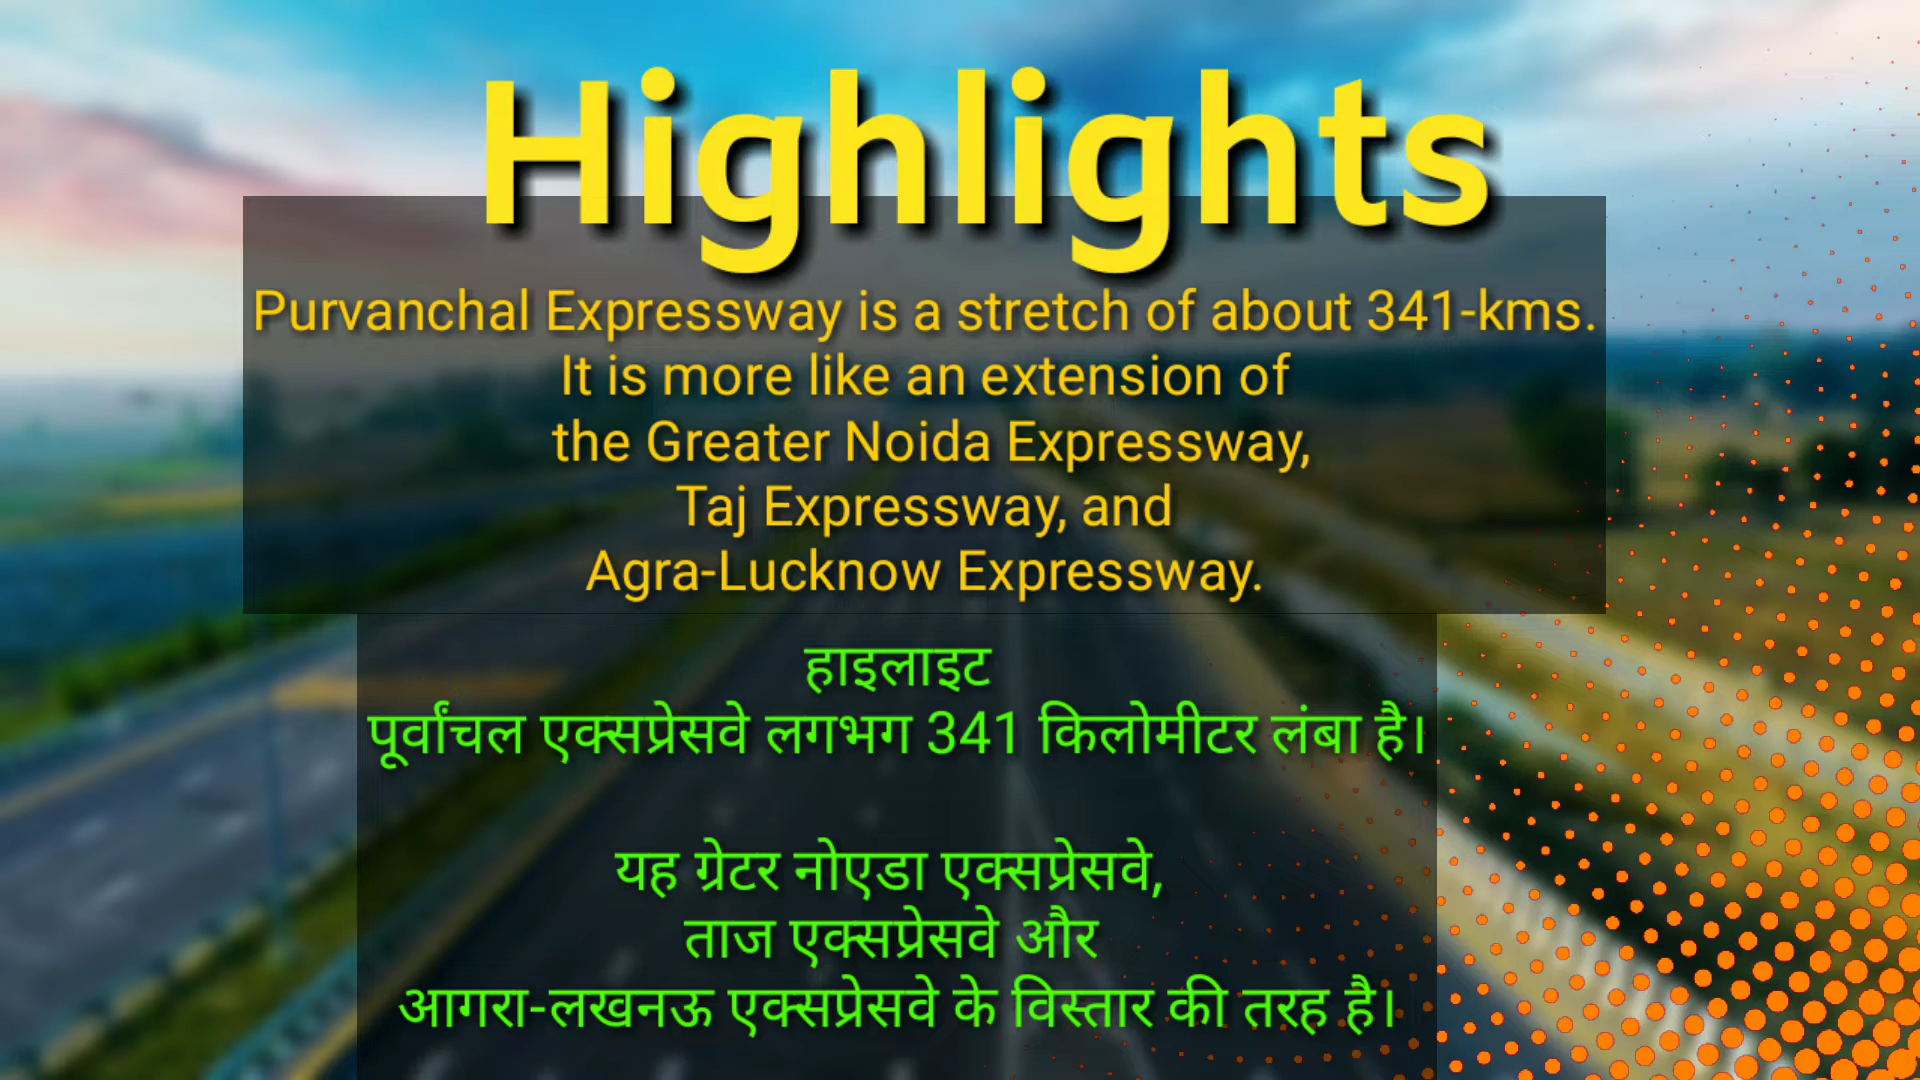 Highlights
Purvanchal Expressway is a stretch of about 341-kms.
It is more like an extension of
the Greater Noida Expressway,
Taj Expressway, and
Agra-Lucknow Expressway.
हाइलाइट
पूर्वांचल एक्सप्रेसवे लगभग 341 किलोमीटर लंबा है।
यह ग्रेटर नोएडा एक्सप्रेसवे,
ताज एक्सप्रेसवे और
आगरा-लखनऊ एक्सप्रेसवे के विस्तार की तरह है।